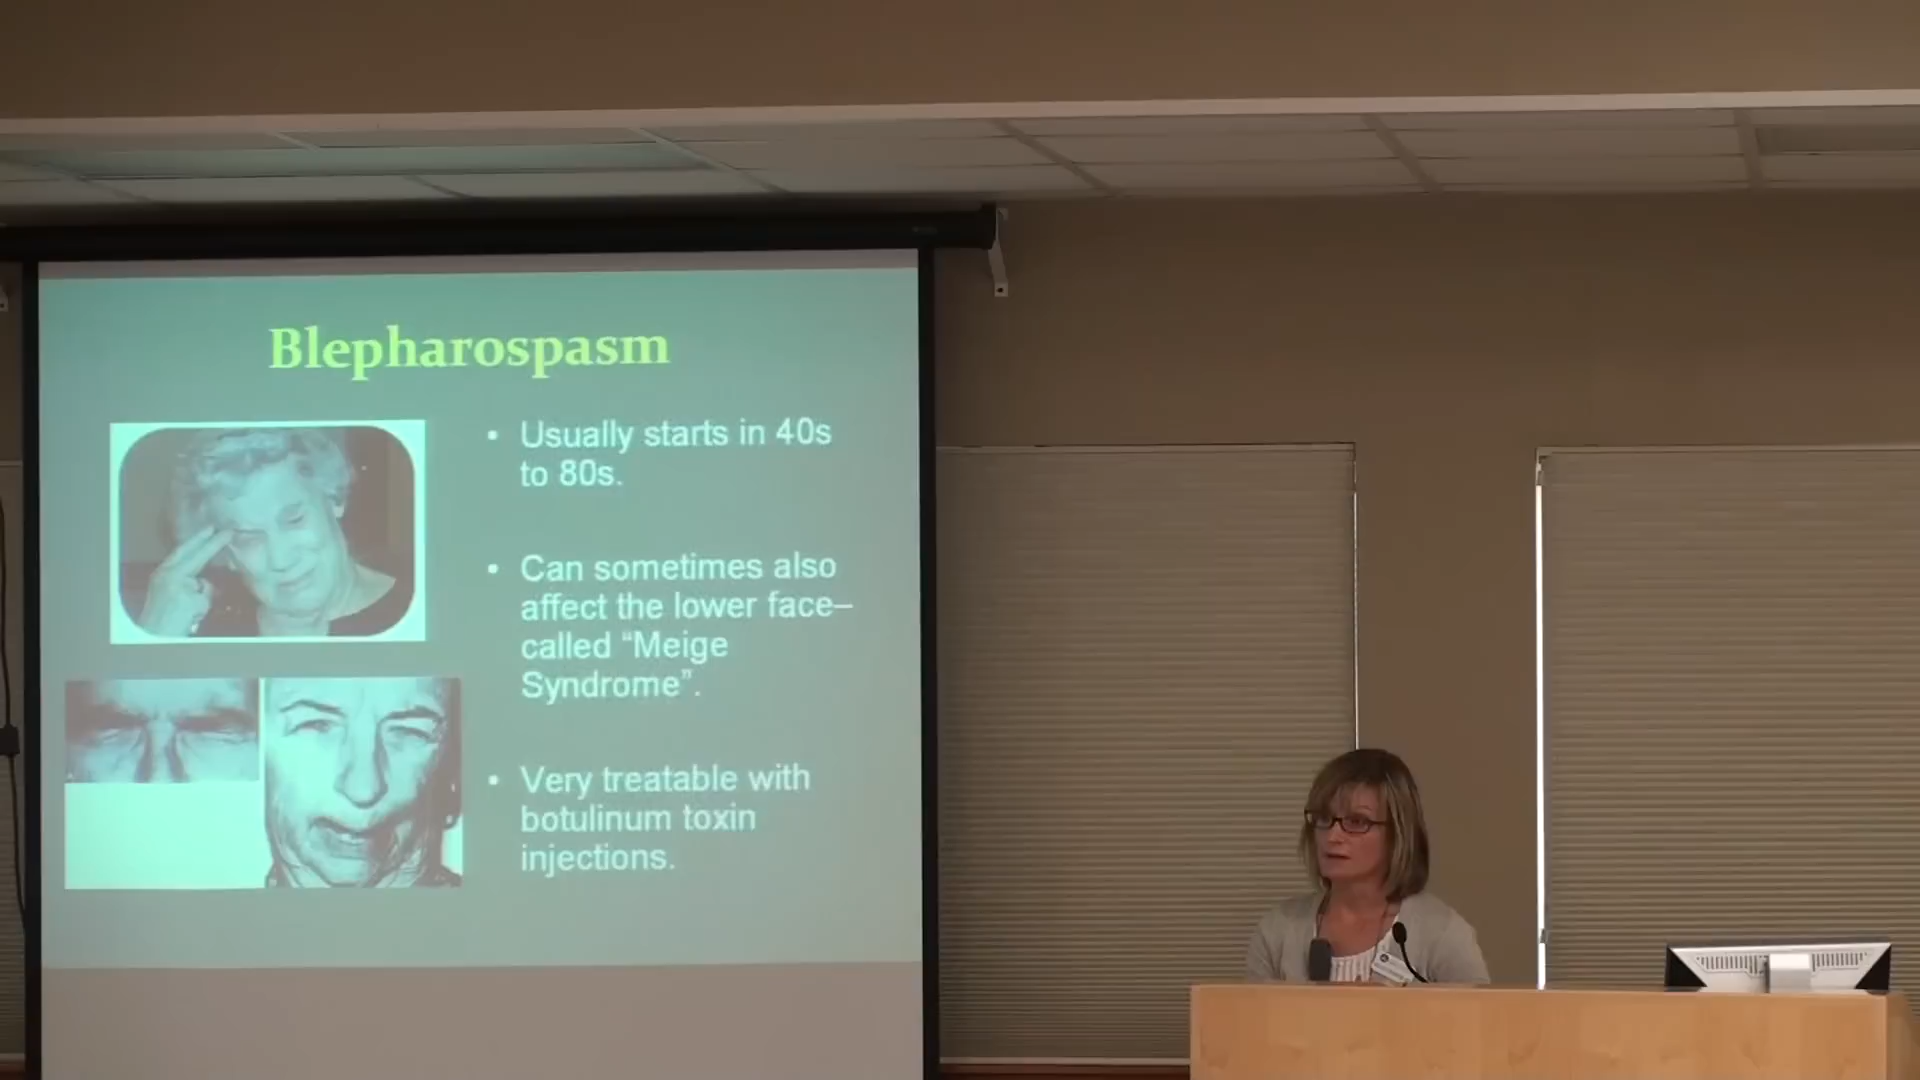 Blepharospasm
• Usually starts in 40s
to 80s.
• Can sometimes also
affect the lower face–
called “Meige
Syndrome”.
• Very treatable with
botulinum toxin
injections.